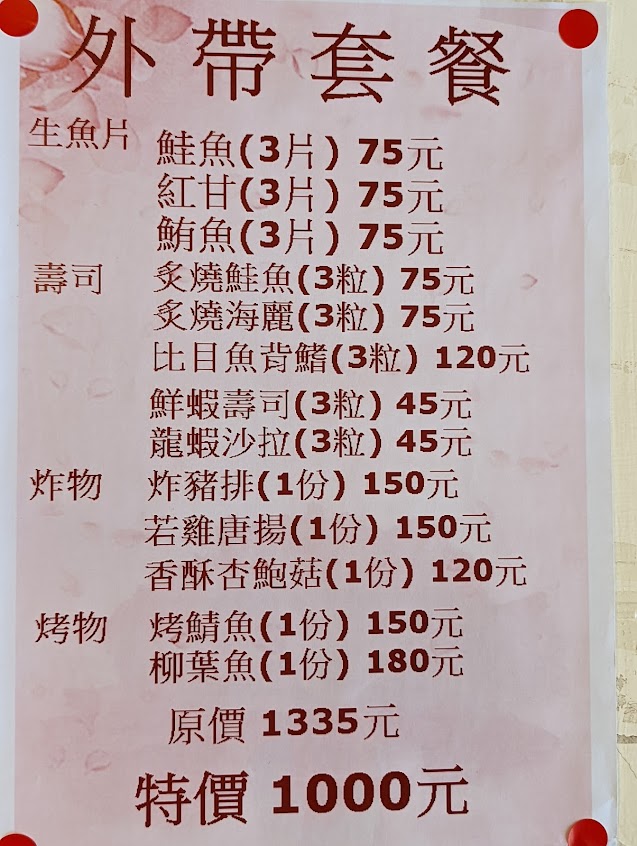 外帶套餐
生魚片 鮭魚(3片) 75元
紅甘(3片) 75元
鮪魚(3片) 75元
壽司 炙燒鮭魚(3粒) 75元
炙燒海麗(3粒) 75元
比目魚背鰭(3粒) 120元
鮮蝦壽司(3粒) 45元
龍蝦沙拉(3粒) 45元
炸物 炸豬排(1份) 150元
若雞唐揚(1份) 150元
香酥杏鮑菇(1份) 120元
烤物 烤鯖魚(1份) 150元
柳葉魚(1份) 180元
原價 1335元
特價 1000元